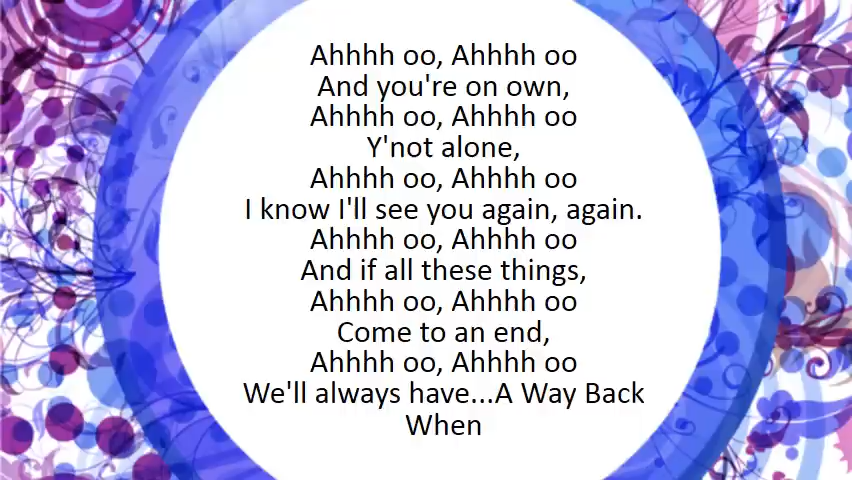 Ahhhh oo, Ahhhh oo
And you're on own,
Ahhhh oo, Ahhhh oo
Y'not alone,
Ahhhh oo, Ahhhh oo
I know I'll see you again, again.
Ahhhh oo, Ahhhh oo
And if all these things,
Ahhhh oo, Ahhhh oo
Come to an end,
Ahhhh oo, Ahhhh oo
We'll always have...A Way Back
When